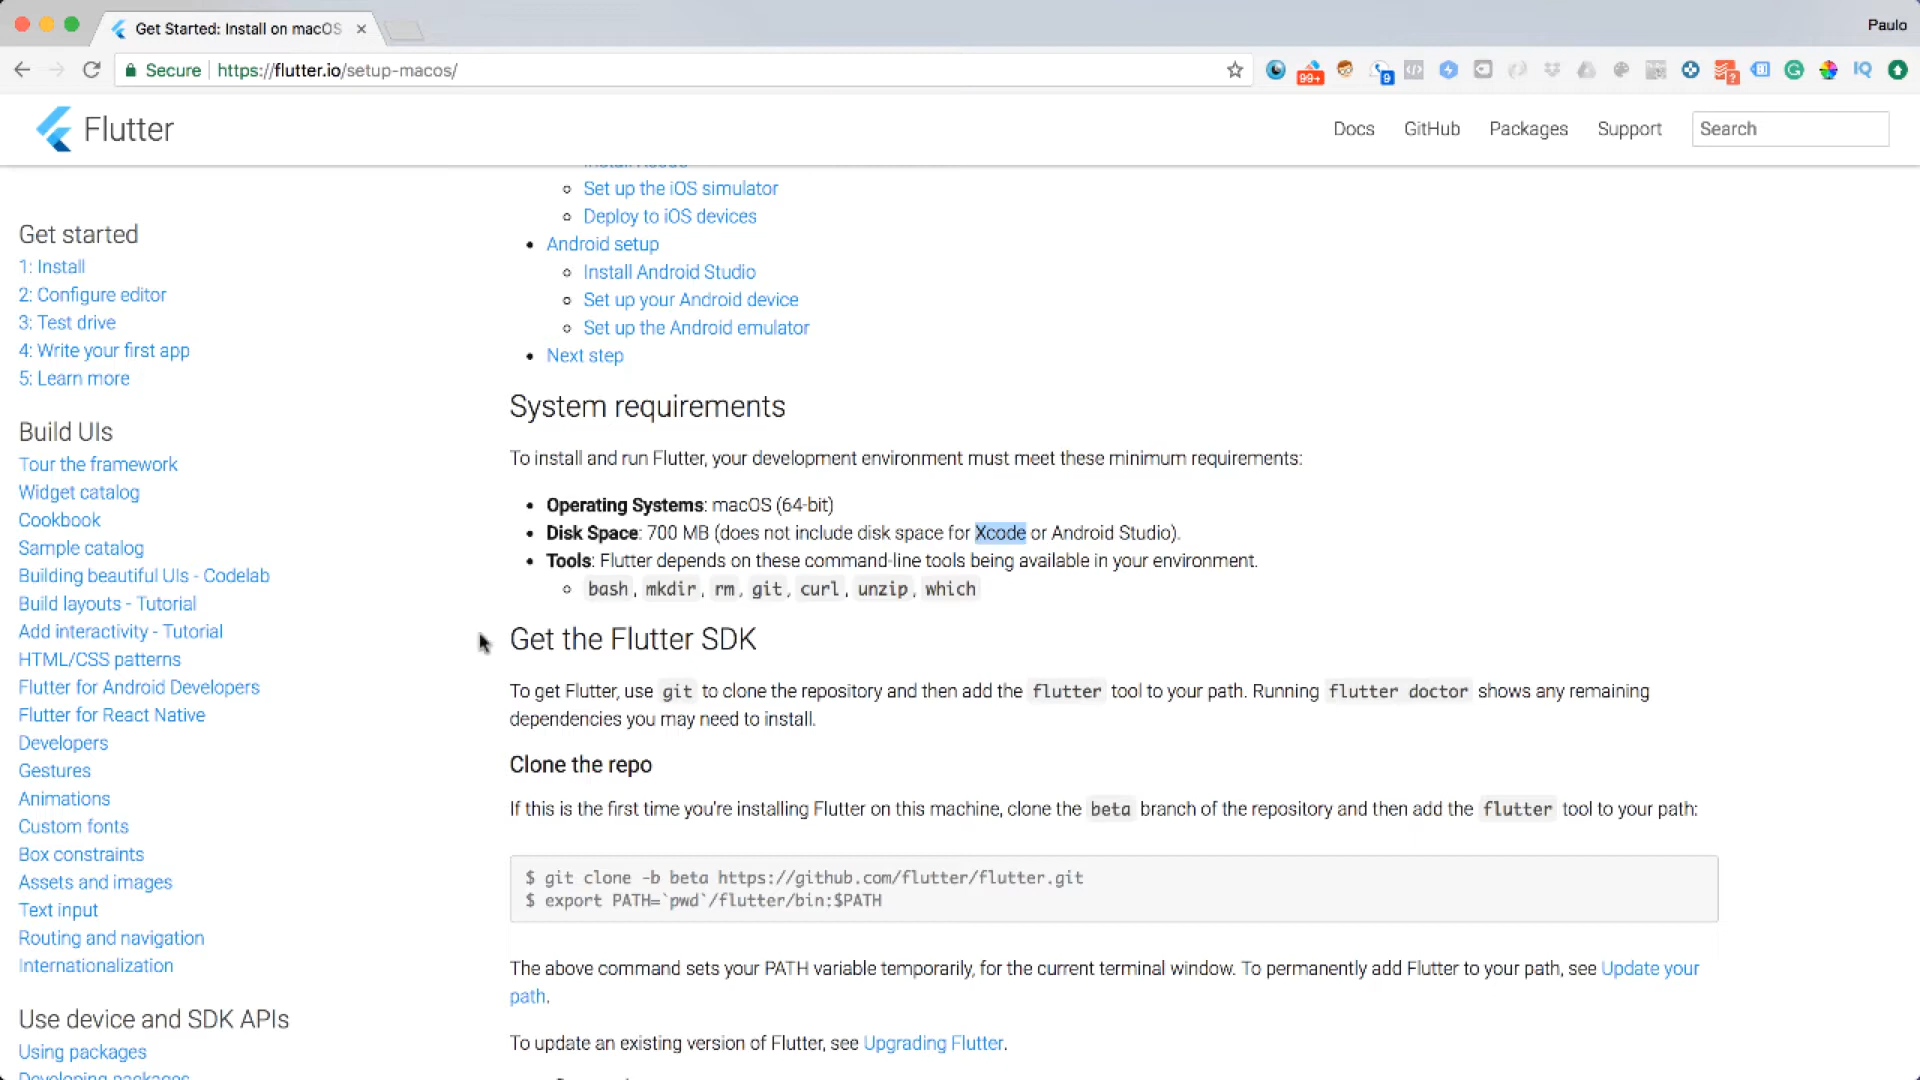 Get Started: Install on macOS
Paulo
Secure https://flutter.io/setup-macos/
99+
9
?
IQ
Flutter
Docs GitHub Packages Support Search
Set up the iOS simulator
Deploy to iOS devices
Android setup
Install Android Studio
Set up your Android device
Set up the Android emulator
Next step
Get started
1: Install
2: Configure editor
3: Test drive
4: Write your first app
5: Learn more
Build UIs
Tour the framework
Widget catalog
Cookbook
Sample catalog
Building beautiful UIs - Codelab
Build layouts - Tutorial
Add interactivity - Tutorial
HTML/CSS patterns
Flutter for Android Developers
Flutter for React Native
Developers
Gestures
Animations
Custom fonts
Box constraints
Assets and images
Text input
Routing and navigation
Internationalization
Use device and SDK APIs
Using packages
Developing packages
System requirements
To install and run Flutter, your development environment must meet these minimum requirements:
Operating Systems: macOS (64-bit)
Disk Space: 700 MB (does not include disk space for Xcode or Android Studio).
Tools: Flutter depends on these command-line tools being available in your environment.
bash, mkdir, rm, git, curl, unzip, which
Get the Flutter SDK
To get Flutter, use git to clone the repository and then add the flutter tool to your path. Running flutter doctor shows any remaining
dependencies you may need to install.
Clone the repo
If this is the first time you're installing Flutter on this machine, clone the beta branch of the repository and then add the flutter tool to your path:
$ git clone -b beta https://github.com/flutter/flutter.git
$ export PATH=`pwd`/flutter/bin:$PATH
The above command sets your PATH variable temporarily, for the current terminal window. To permanently add Flutter to your path, see Update your
path.
To update an existing version of Flutter, see Upgrading Flutter.